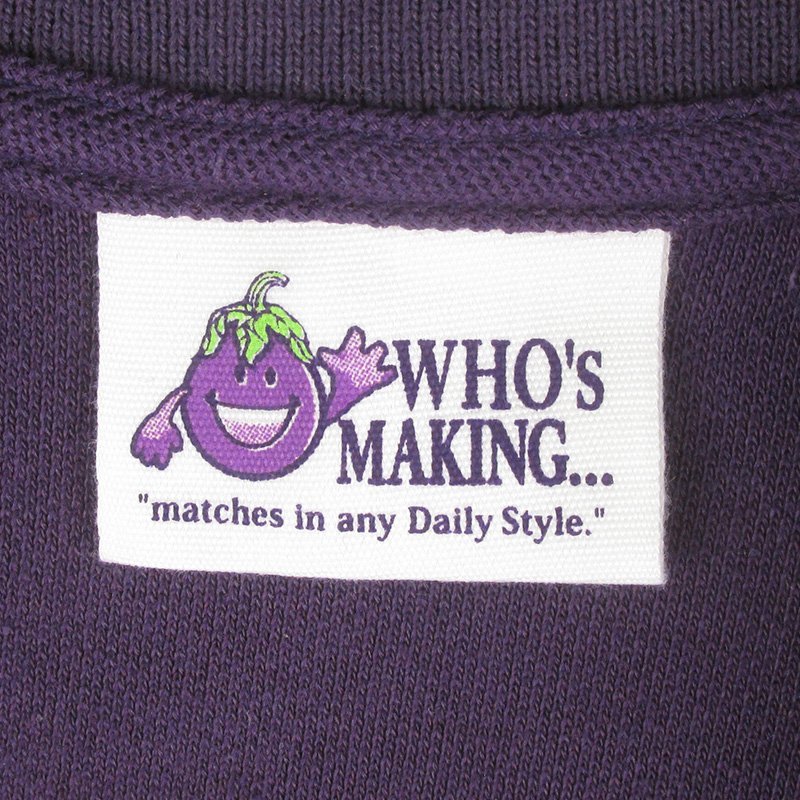 WHO's
MAKING...
"matches in any Daily Style."